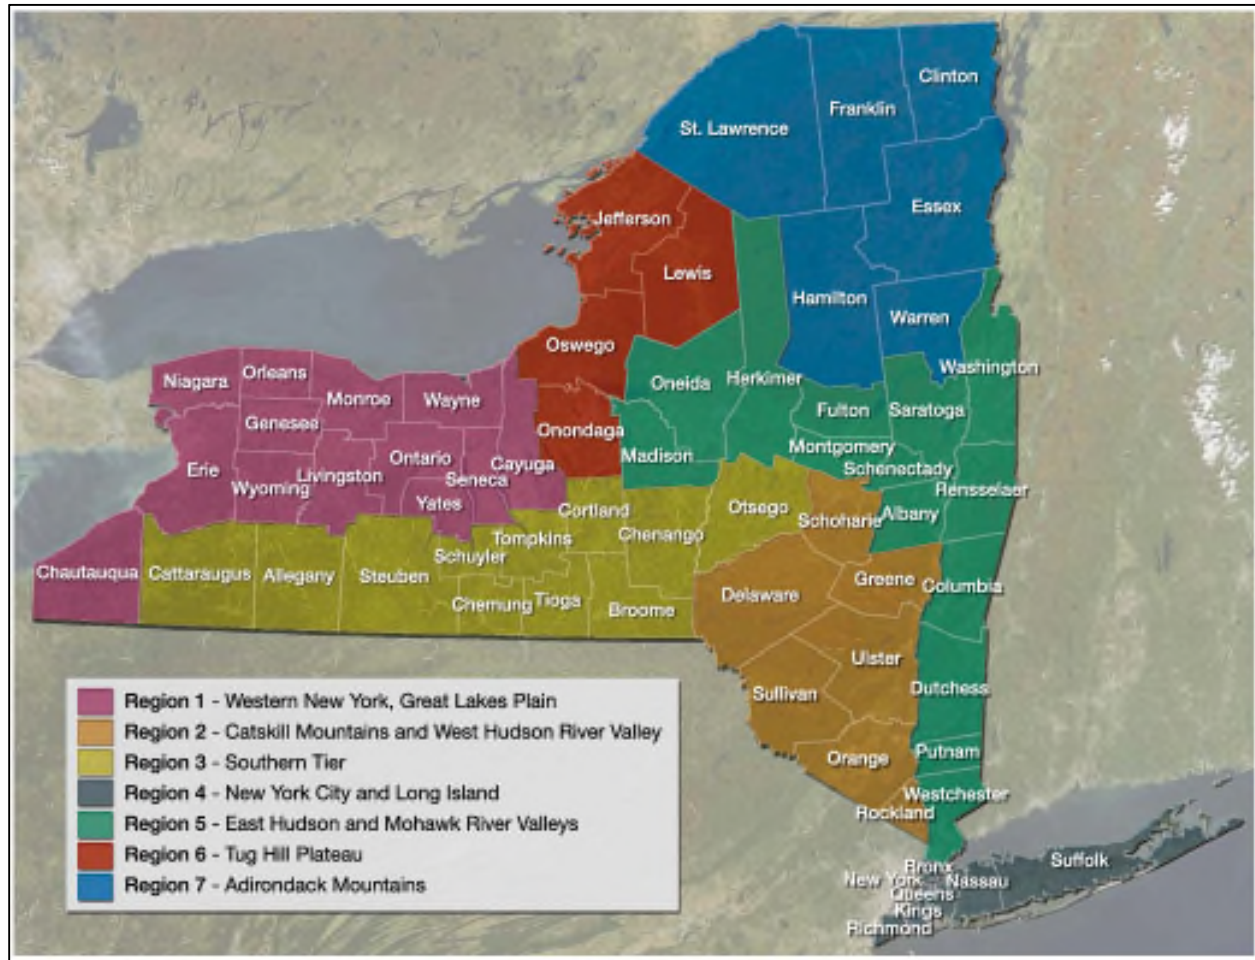 Clinton
Franklin
St. Lawrence
Essex
Jefferson
Lewis
Hamilton
Warren
Oswego
Washington
Niagara
Orleans
Oneida
Herkimer
Monroe
Wayne
Fulton
Saratoga
Genesee
Onondaga
Montgomery
Madison
Ontario
Cayuga
Schenectady
Erie
Livingston
Seneca
Wyoming
Rensselaer
Yates
Cortland
Otsego
Schoharie
Albany
Chenango
Tompkins
Schuyler
Chautauqua
Cattaraugus
Allegany
Steuben
Greene
Columbia
Delaware
Chemung
Tioga
Broome
Ulster
Sullivan
Dutchess
Putnam
Orange
Westchester
Rockland
Suffolk
Bronx
New York
Nassau
Queens
Kings
Richmond
Region 1 - Western New York, Great Lakes Plain
Region 2 - Catskill Mountains and West Hudson River Valley
Region 3 - Southern Tier
Region 4 - New York City and Long Island
Region 5 - East Hudson and Mohawk River Valleys
Region 6 - Tug Hill Plateau
Region 7 - Adirondack Mountains